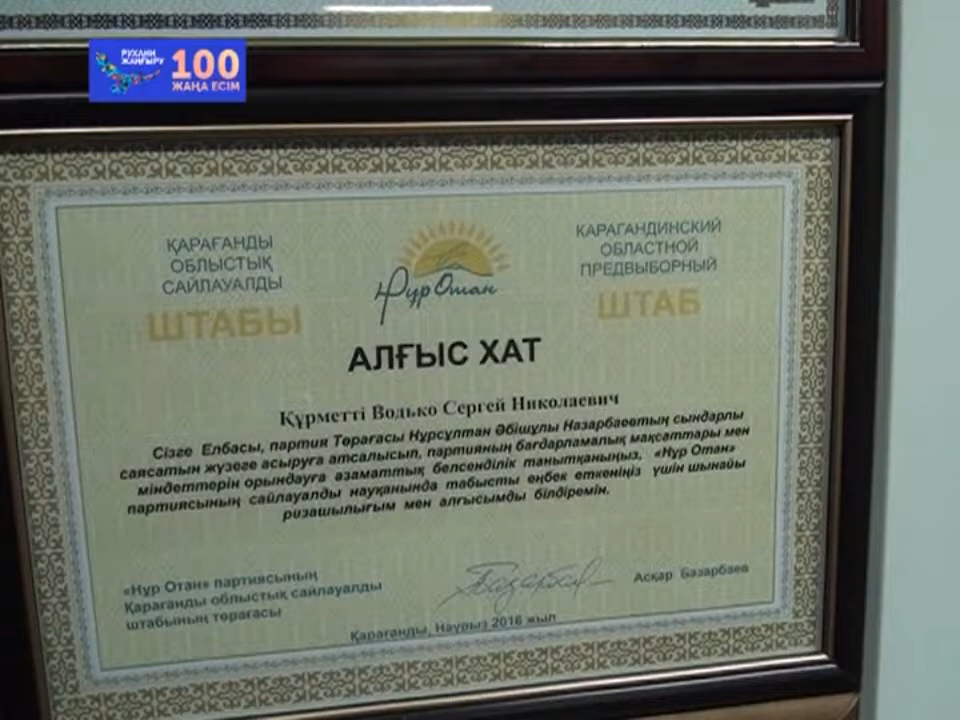 РУХАНИ
ЖАҢҒЫРУ
100
ЖАҢА ЕСІМ
ҚАРАҒАНДЫ
ОБЛЫСТЫҚ
САЙЛАУАЛДЫ
ШТАБЫ
Нұр Отан
КАРАГАНДИНСКИЙ
ОБЛАСТНОЙ
ПРЕДВЫБОРНЫЙ
ШТАБ
АЛҒЫС ХАТ
Құрметті Водько Сергей Николаевич
Сізге Елбасы, партия Төрағасы Нұрсұлтан Әбішұлы Назарбаевтың сындарлы
саясатын жүзеге асыруға атсалысып, партияның бағдарламалық мақсаттары мен
міндеттерін орындауға азаматтық белсенділік танытқаныңыз, «Нұр Отан»
партиясының сайлауалды науқанында табысты еңбек еткеніңіз үшін шынайы
ризашылығым мен алғысымды білдіремін.
«Нұр Отан» партиясының
Қарағанды облыстық сайлауалды
штабының төрағасы
Асқар Базарбаев
Қарағанды, Наурыз 2016 жыл